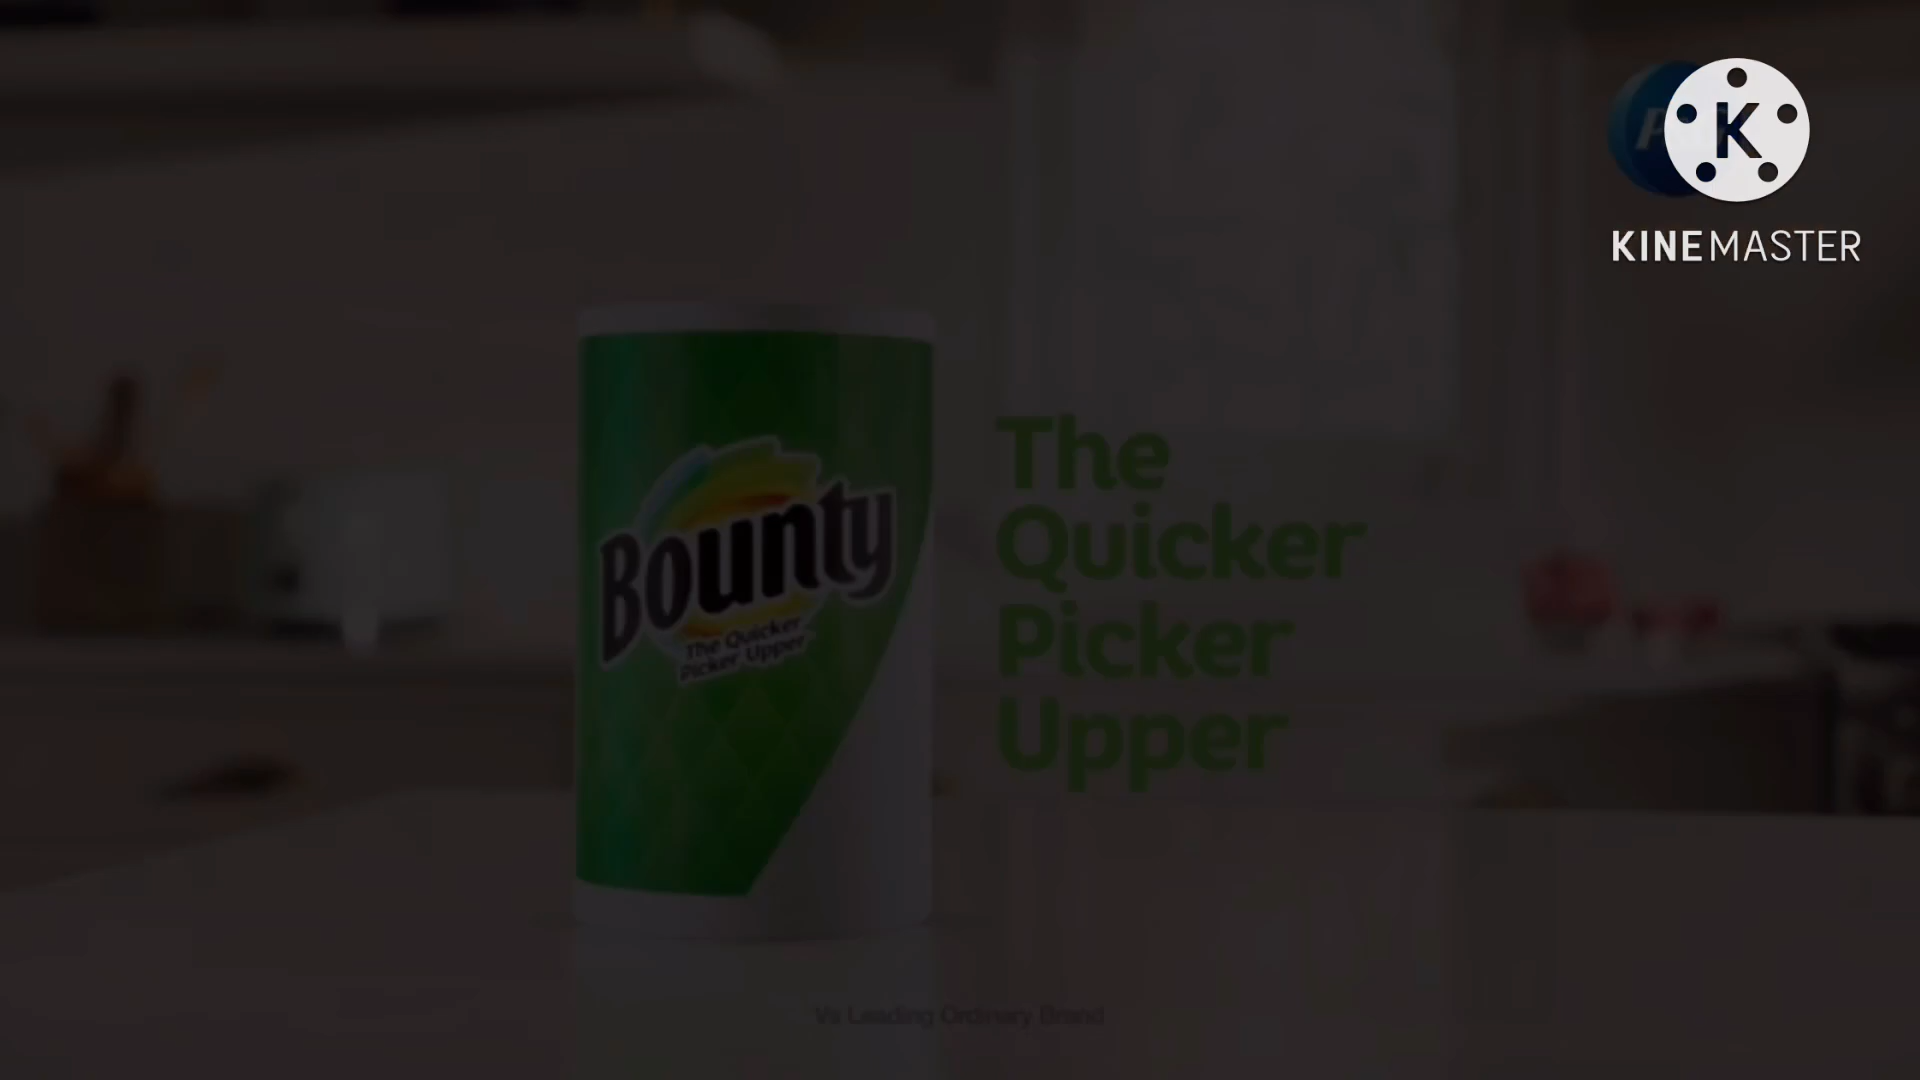 P
K
KINEMASTER
Bounty
The Quicker
Picker Upper
The
Quicker
Picker
Upper
Vs Leading Ordinary Brand